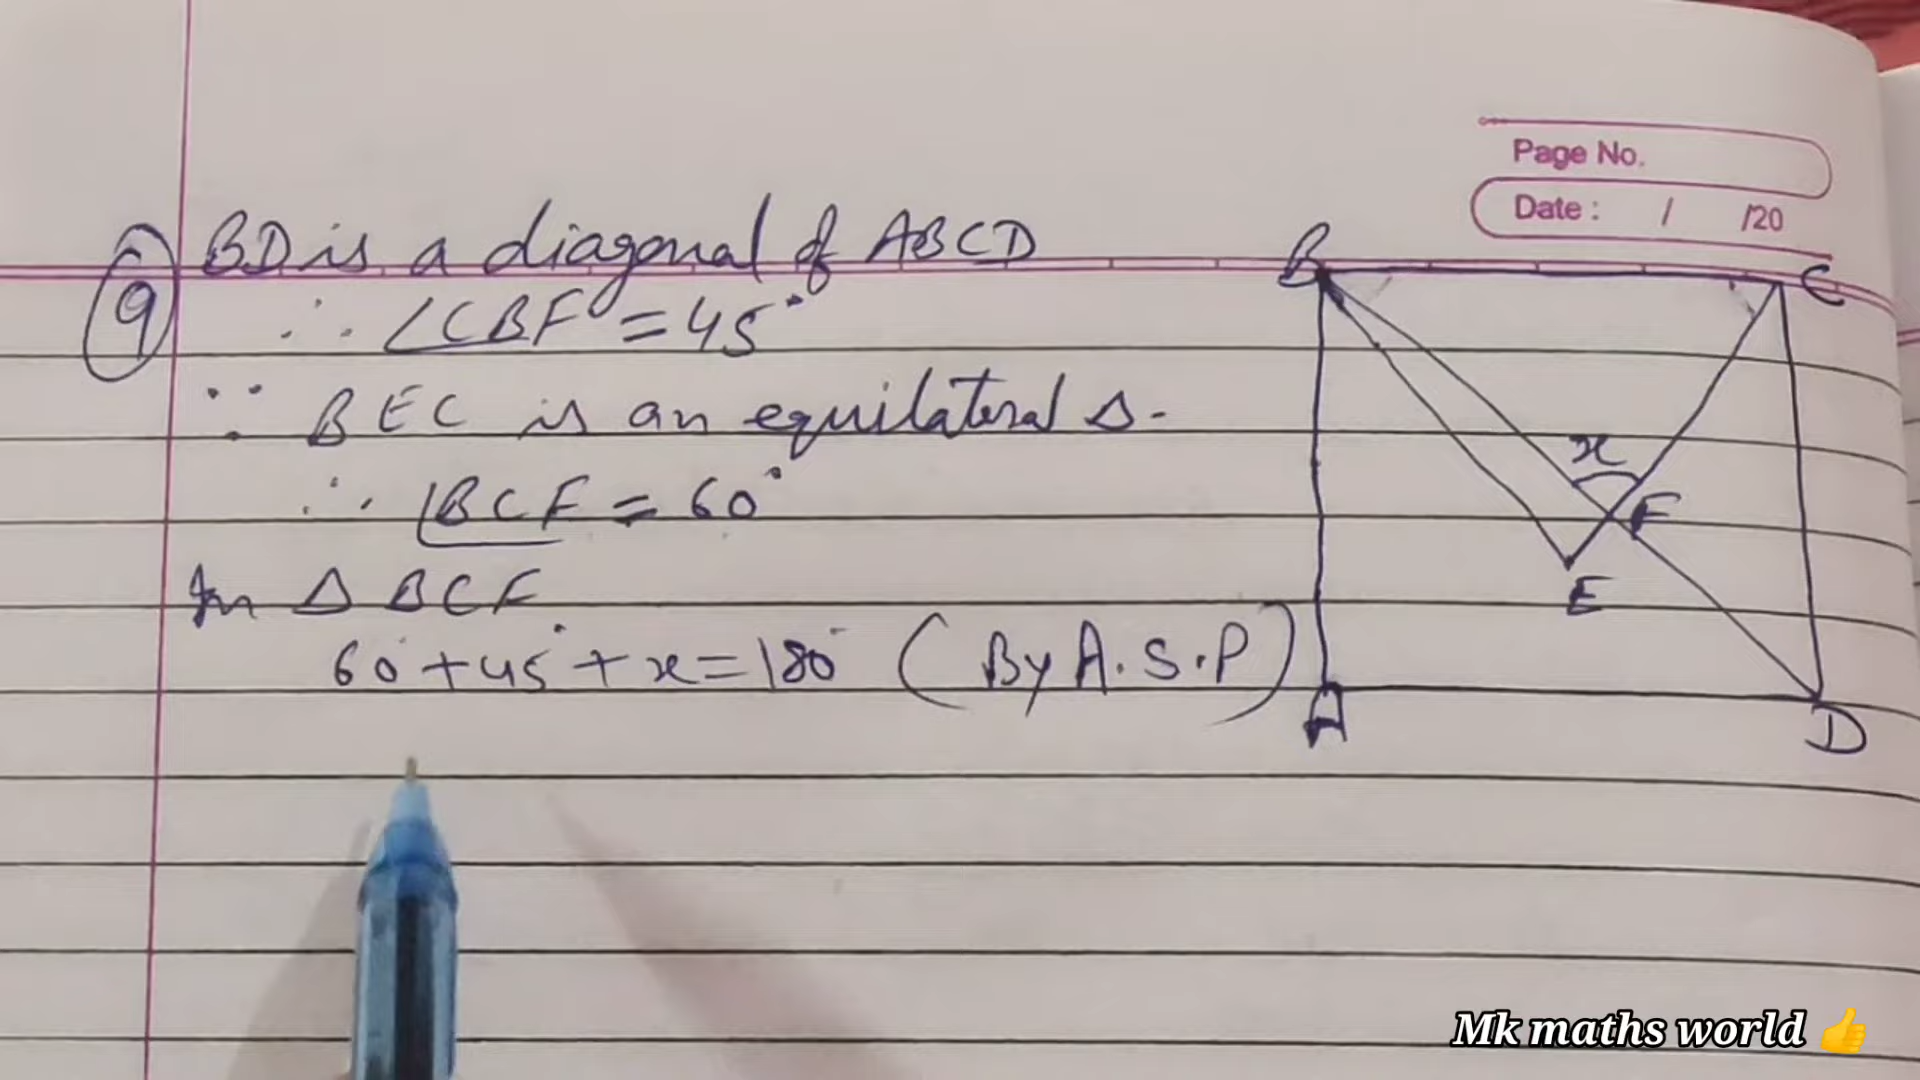 Page No.
Date : / /20
9 BD is a diagonal of ABCD
∴ ∠CBF = 45°
∵ BEC is an equilateral Δ.
∴ ∠BCF = 60°
In Δ BCF
60° + 45° + x = 180° (By A.S.P)
B
C
x
F
E
A
D
Mk maths world 👍